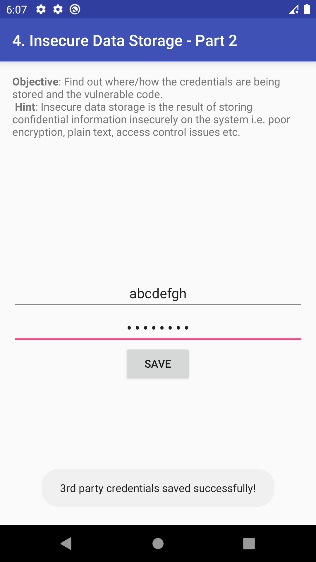 6:07
4. Insecure Data Storage - Part 2
Objective: Find out where/how the credentials are being
stored and the vulnerable code.
Hint: Insecure data storage is the result of storing
confidential information insecurely on the system i.e. poor
encryption, plain text, access control issues etc.
abcdefgh
••••••••
SAVE
3rd party credentials saved successfully!